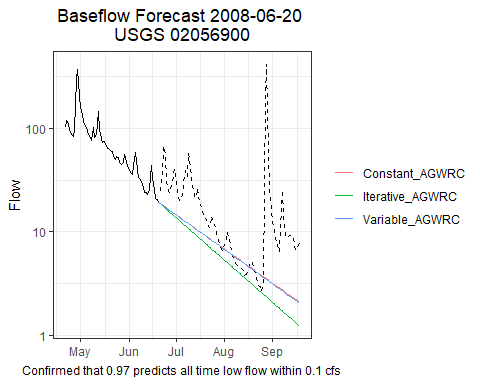 Baseflow Forecast 2008-06-20
USGS 02056900
Flow
100
10
1
May Jun Jul Aug Sep
Constant_AGWRC
Iterative_AGWRC
Variable_AGWRC
Confirmed that 0.97 predicts all time low flow within 0.1 cfs